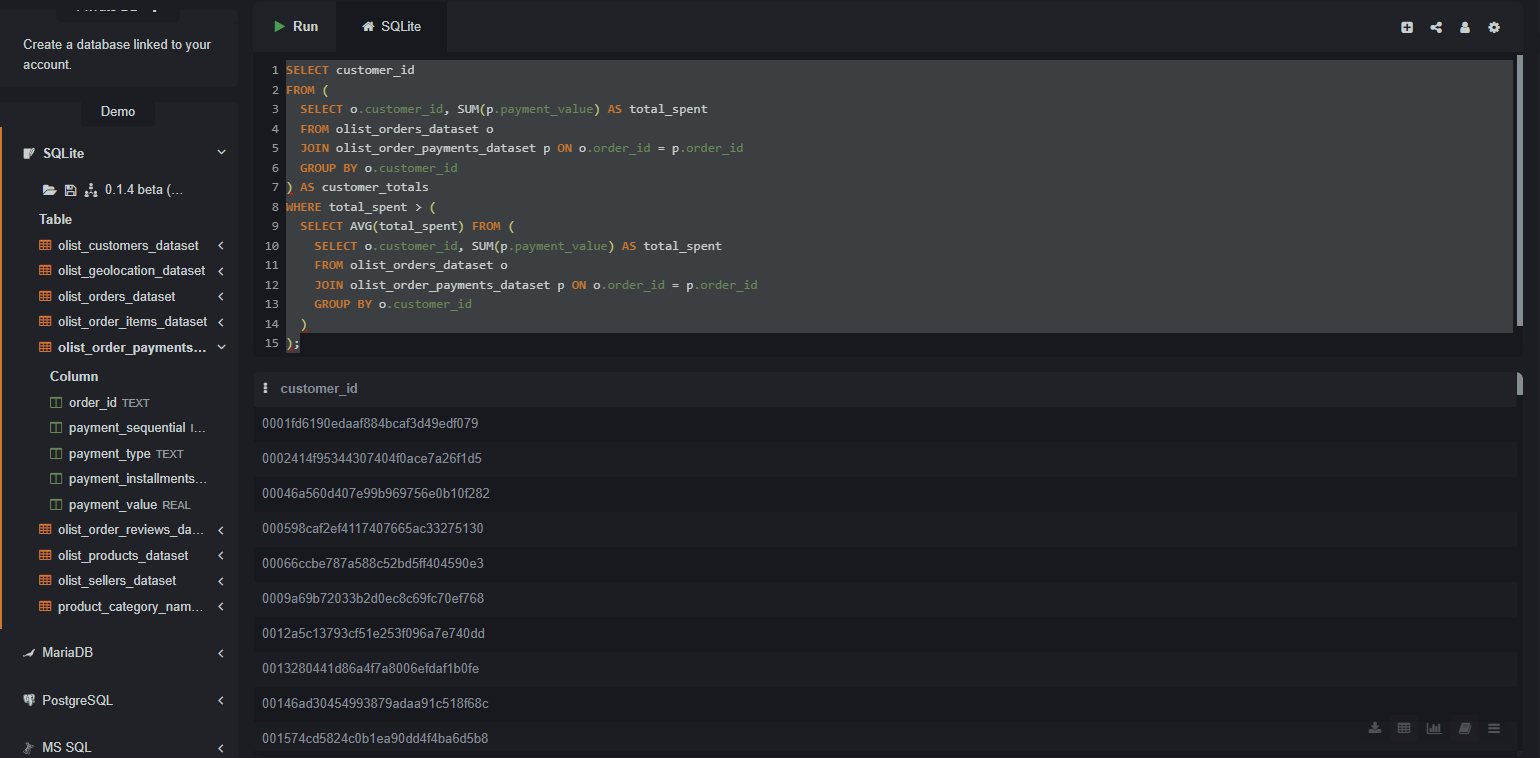 Create a database linked to your
account.
Demo
SQLite
0.1.4 beta (...
Table
olist_customers_dataset
olist_geolocation_dataset
olist_orders_dataset
olist_order_items_dataset
olist_order_payments...
Column
order_id TEXT
payment_sequential I...
payment_type TEXT
payment_installments...
payment_value REAL
olist_order_reviews_da...
olist_products_dataset
olist_sellers_dataset
product_category_nam...
MariaDB
PostgreSQL
MS SQL
Run
SQLite
1 SELECT customer_id
2 FROM (
3 SELECT o.customer_id, SUM(p.payment_value) AS total_spent
4 FROM olist_orders_dataset o
5 JOIN olist_order_payments_dataset p ON o.order_id = p.order_id
6 GROUP BY o.customer_id
7 ) AS customer_totals
8 WHERE total_spent > (
9 SELECT AVG(total_spent) FROM (
10 SELECT o.customer_id, SUM(p.payment_value) AS total_spent
11 FROM olist_orders_dataset o
12 JOIN olist_order_payments_dataset p ON o.order_id = p.order_id
13 GROUP BY o.customer_id
14 )
15 );
customer_id
0001fd6190edaaf884bcaf3d49edf079
0002414f95344307404f0ace7a26f1d5
00046a560d407e99b969756e0b10f282
000598caf2ef4117407665ac33275130
00066ccbe787a588c52bd5ff404590e3
0009a69b72033b2d0ec8c69fc70ef768
0012a5c13793cf51e253f096a7e740dd
0013280441d86a4f7a8006efdaf1b0fe
00146ad30454993879adaa91c518f68c
001574cd5824c0b1ea90dd4f4ba6d5b8